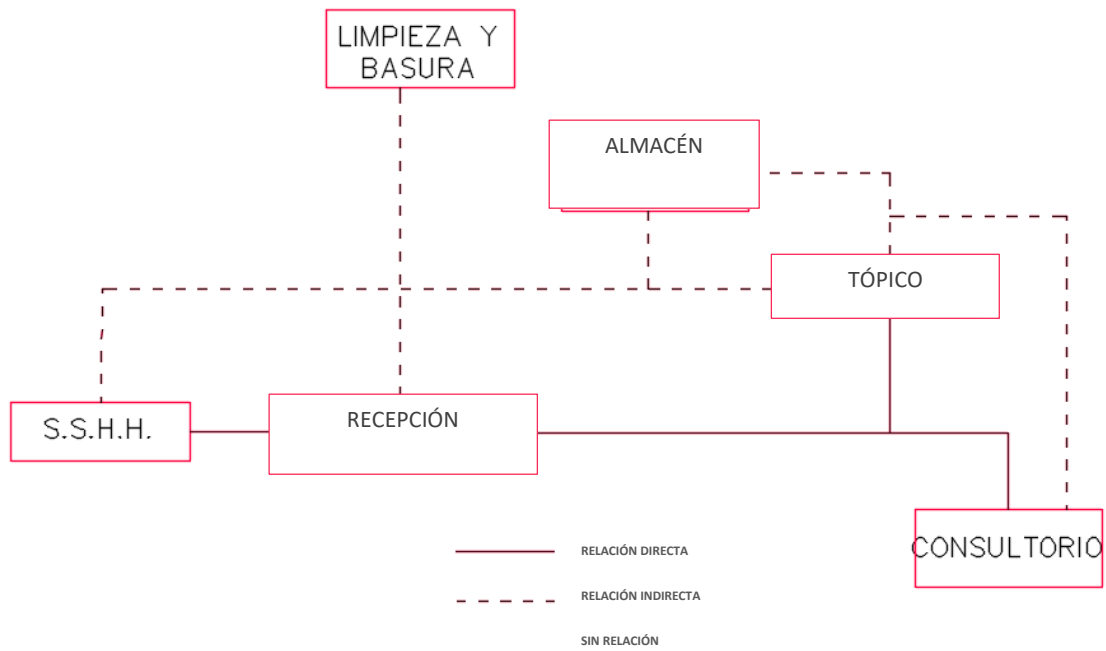 LIMPIEZA Y
BASURA
ALMACÉN
TÓPICO
RECEPCIÓN
S.S.H.H.
CONSULTORIO
RELACIÓN DIRECTA
RELACIÓN INDIRECTA
SIN RELACIÓN